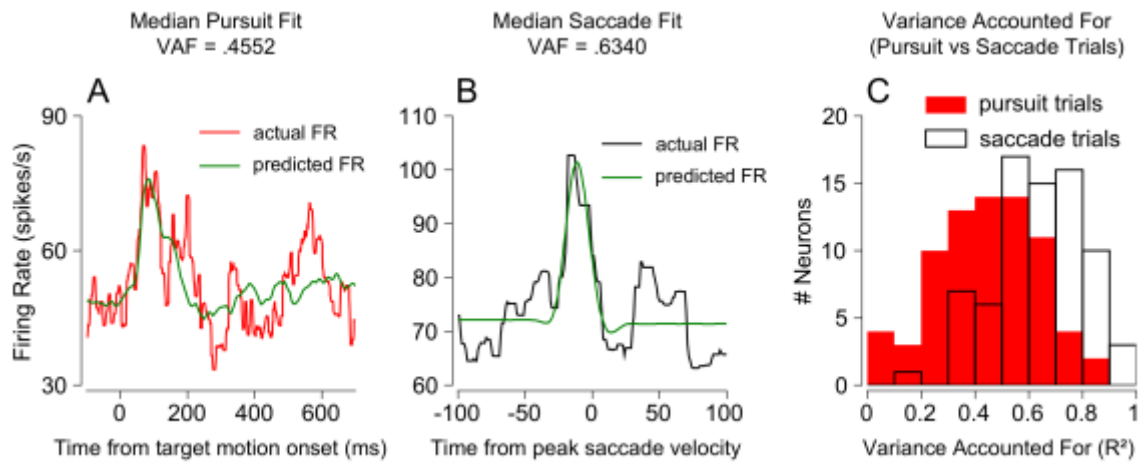 Median Pursuit Fit
VAF = .4552
Median Saccade Fit
VAF = .6340
Variance Accounted For
(Pursuit vs Saccade Trials)
A
90
60
30
Firing Rate (spikes/s)
actual FR
predicted FR
0 200 400 600
Time from target motion onset (ms)
B
110
100
90
80
70
60
actual FR
predicted FR
-100 -50 0 50 100
Time from peak saccade velocity
C
pursuit trials
saccade trials
20
15
10
5
0
# Neurons
0 0.2 0.4 0.6 0.8 1
Variance Accounted For (R²)